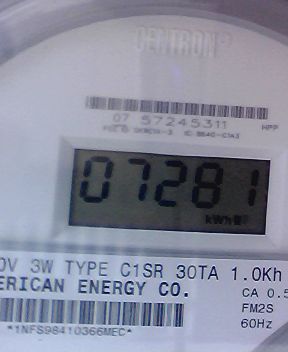 CENTRON®
07 57245311
HPP
07281
kWh
0V 3W TYPE C1SR 30TA 1.0Kh
ERICAN ENERGY CO.
CA 0.5
FM2S
60Hz
*1NFS98410366MEC*